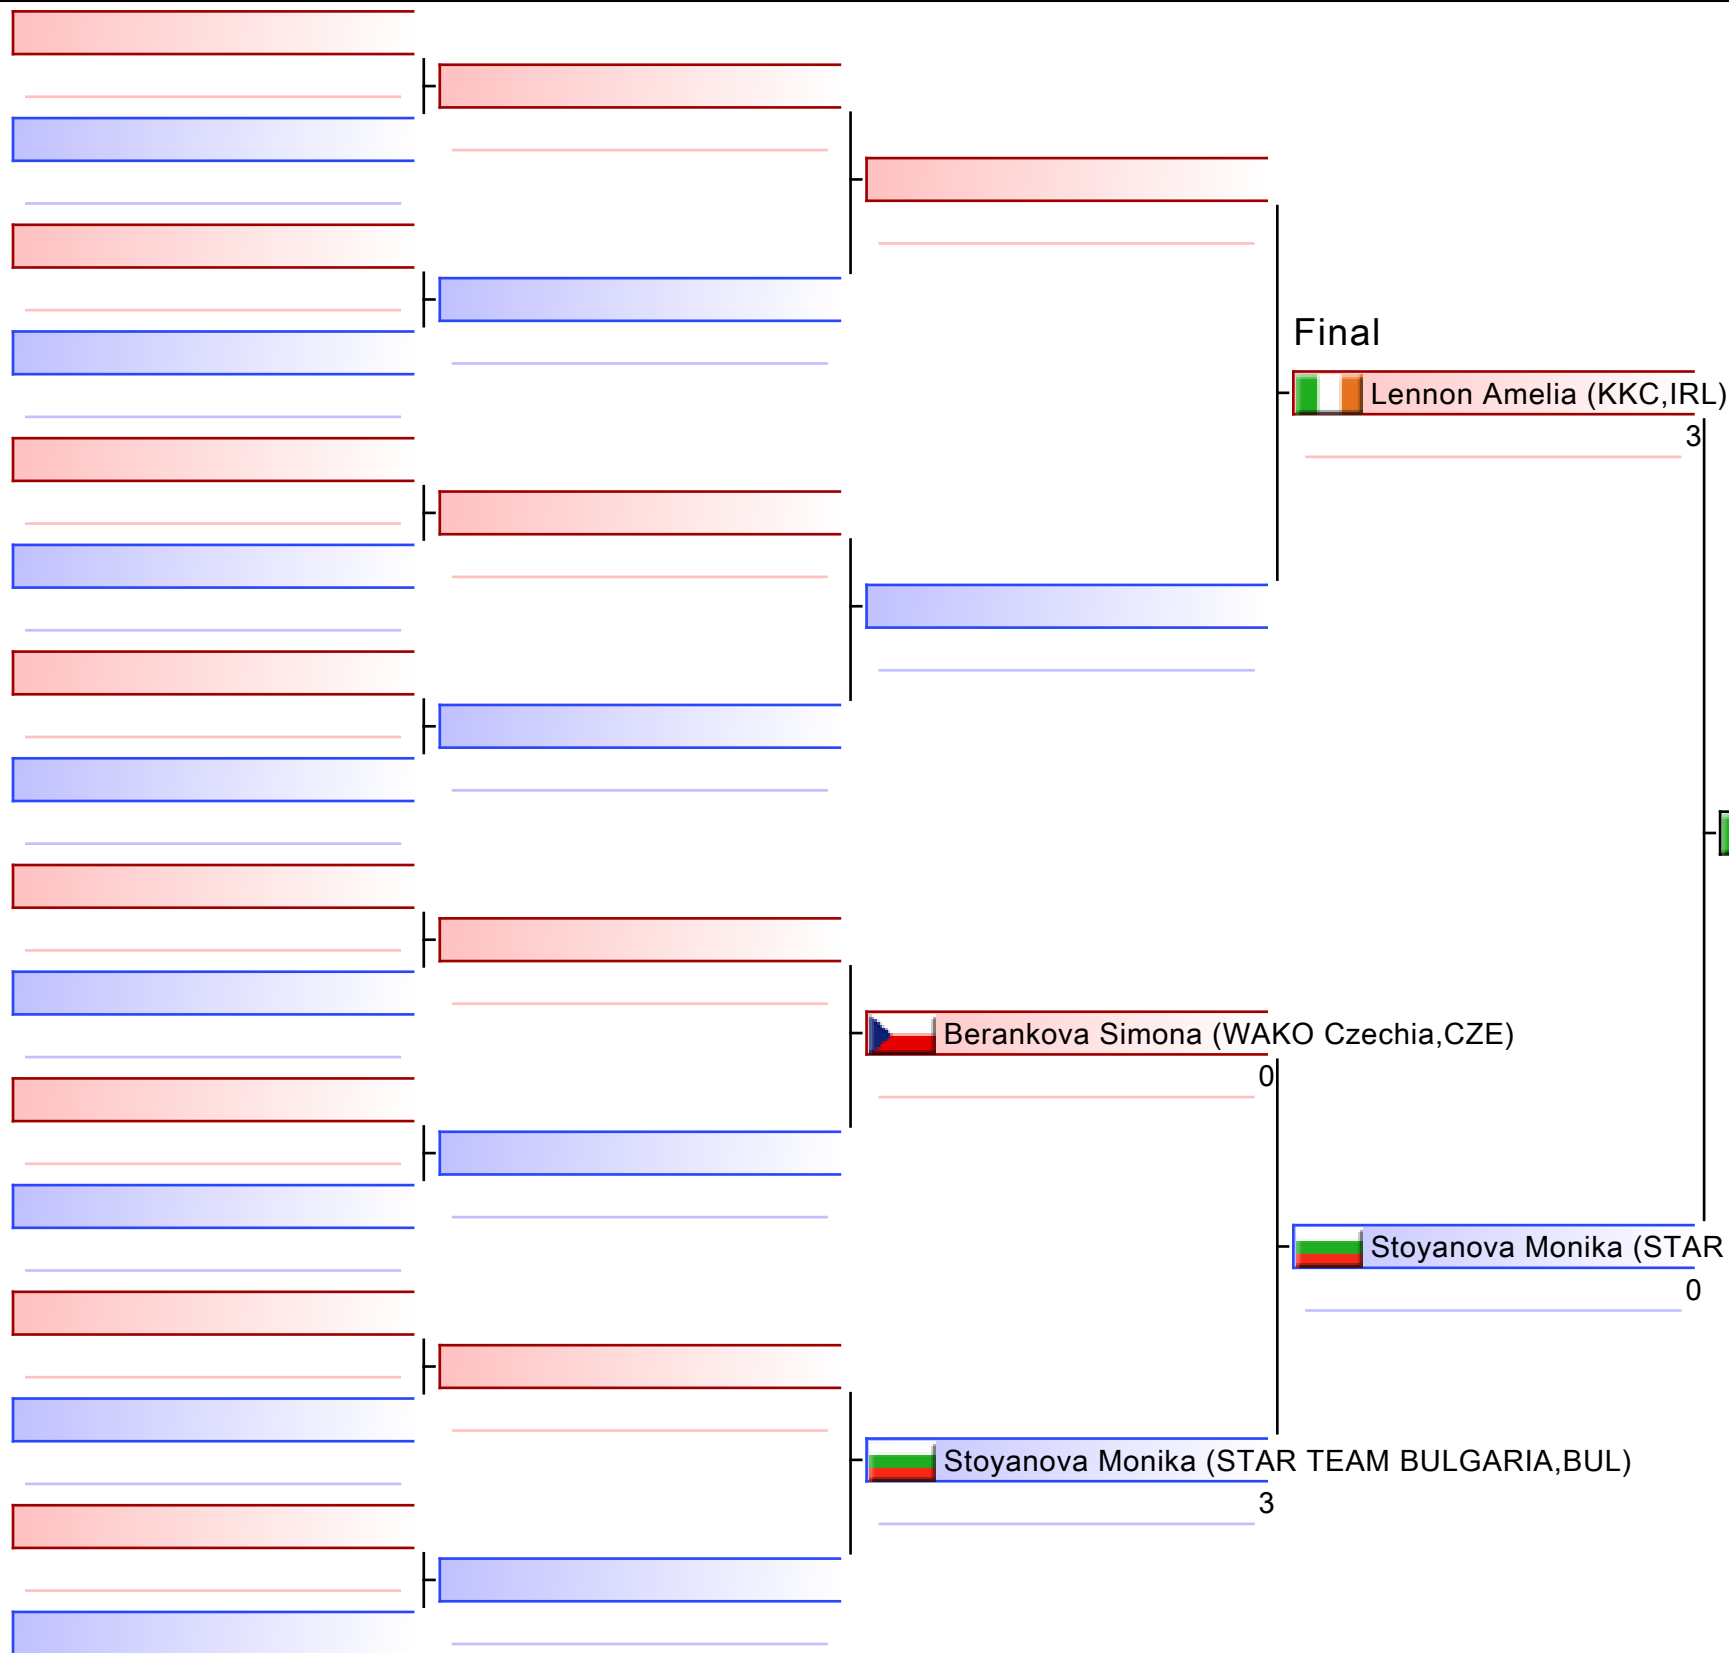 Final
Lennon Amelia (KKC,IRL)
3
Berankova Simona (WAKO Czechia,CZE)
0
Stoyanova Monika (STAR
0
Stoyanova Monika (STAR TEAM BULGARIA,BUL)
3